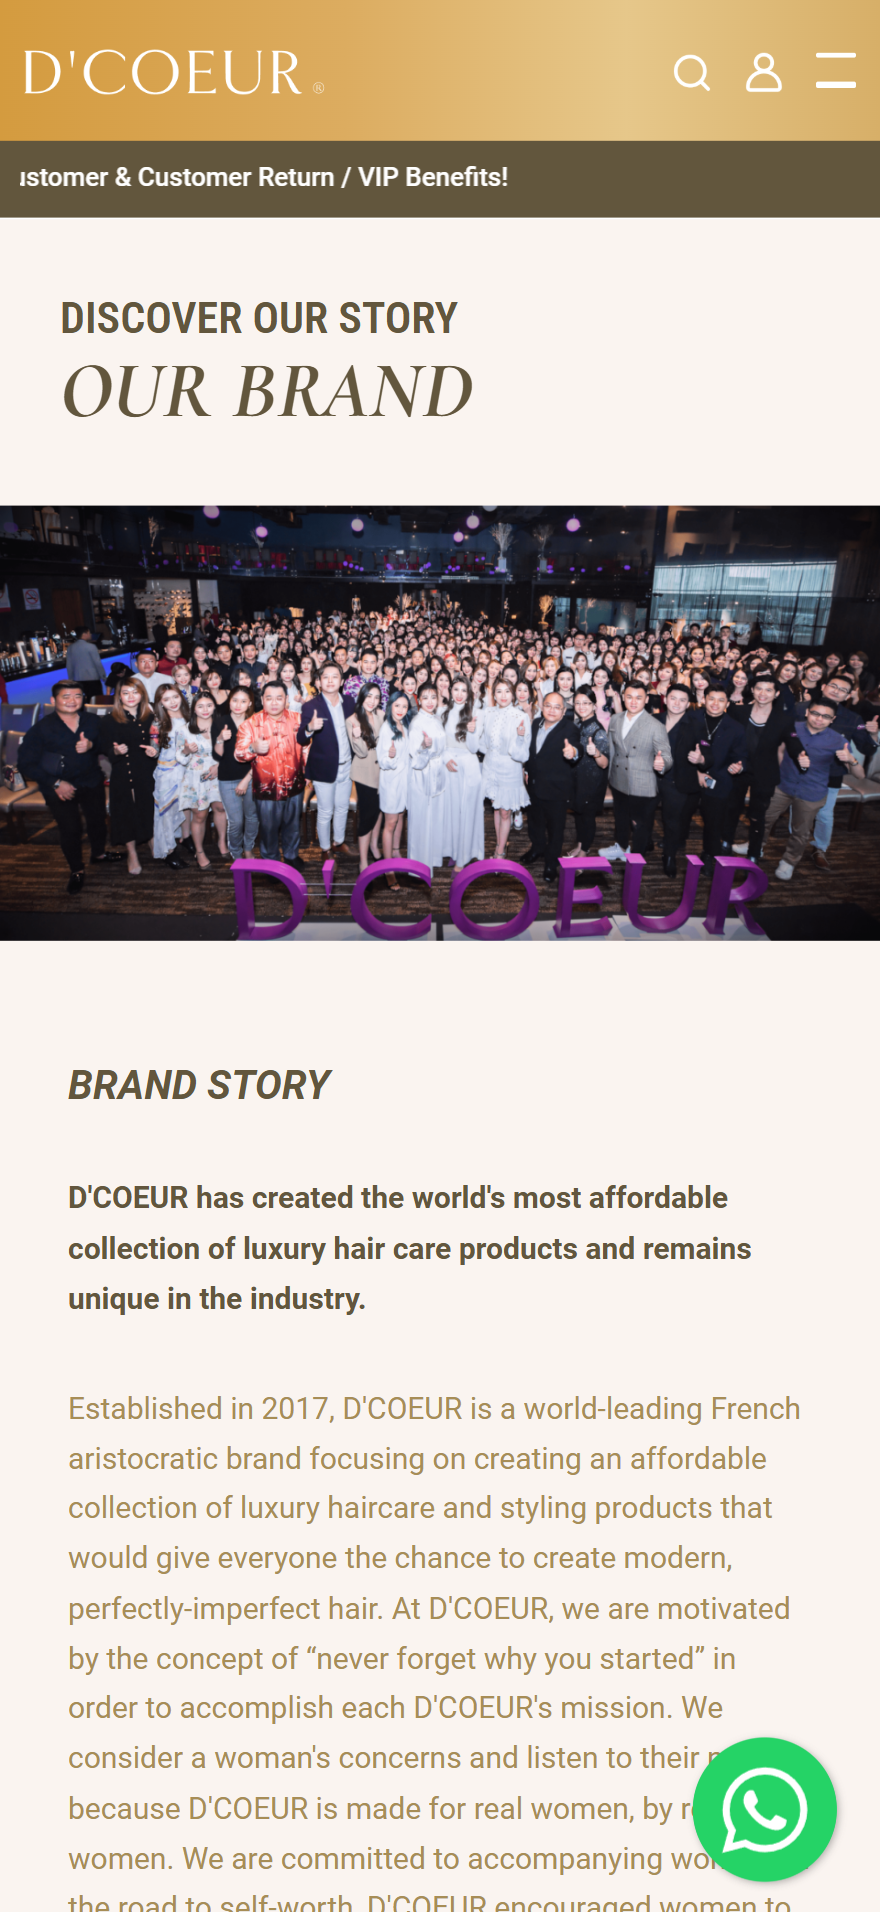 D'COEUR ®
ustomer & Customer Return / VIP Benefits!
DISCOVER OUR STORY
OUR BRAND
D'COEUR
BRAND STORY
D'COEUR has created the world's most affordable
collection of luxury hair care products and remains
unique in the industry.
Established in 2017, D'COEUR is a world-leading French
aristocratic brand focusing on creating an affordable
collection of luxury haircare and styling products that
would give everyone the chance to create modern,
perfectly-imperfect hair. At D'COEUR, we are motivated
by the concept of “never forget why you started” in
order to accomplish each D'COEUR's mission. We
consider a woman's concerns and listen to their
because D'COEUR is made for real women, by
women. We are committed to accompanying
the road to self-worth. D'COEUR encouraged women to